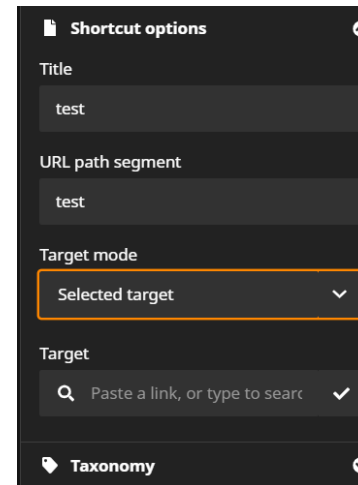 Shortcut options
Title
test
URL path segment
test
Target mode
Selected target
Target
Paste a link, or type to searc
Taxonomy